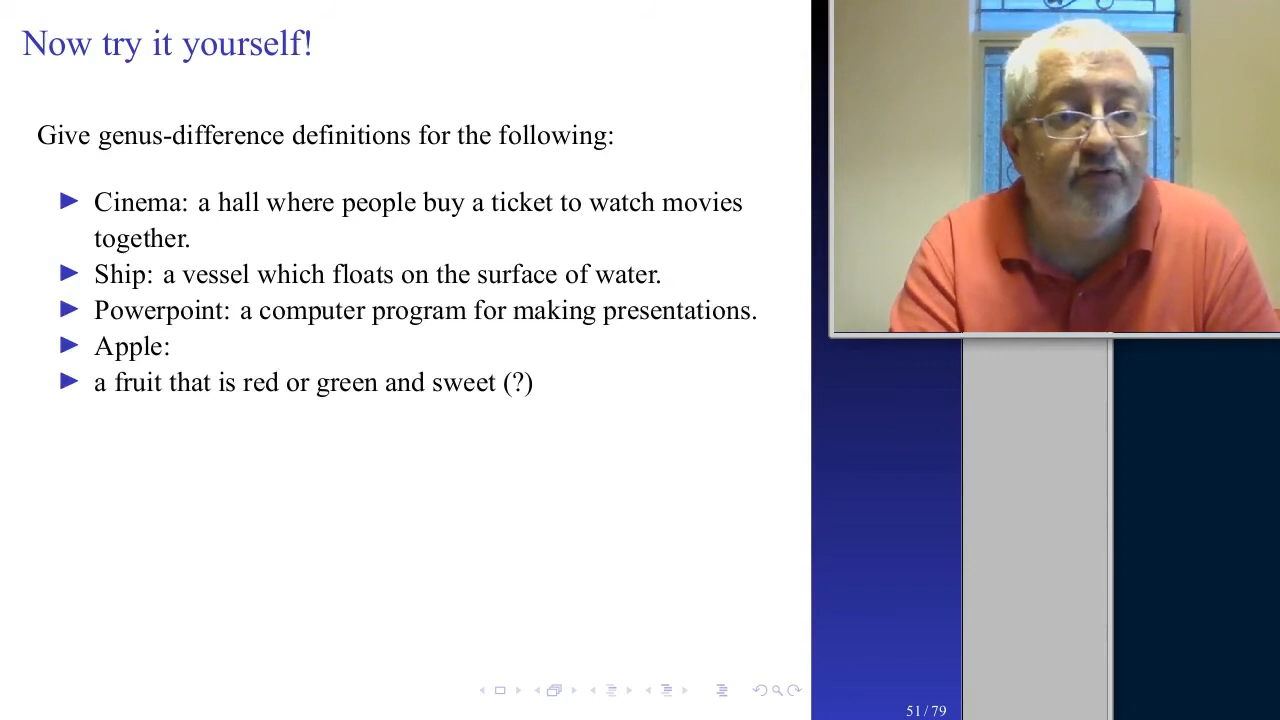 Now try it yourself!
Give genus-difference definitions for the following:
Cinema: a hall where people buy a ticket to watch movies
together.
Ship: a vessel which floats on the surface of water.
Powerpoint: a computer program for making presentations.
Apple:
a fruit that is red or green and sweet (?)
51 / 79